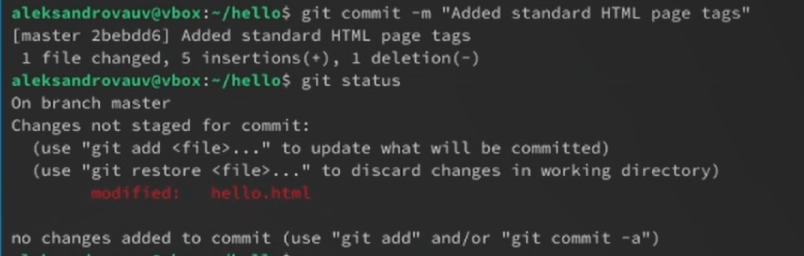 aleksandrovauv@vbox:~/hello$ git commit -m "Added standard HTML page tags"
[master 2bebdd6] Added standard HTML page tags
 1 file changed, 5 insertions(+), 1 deletion(-)
aleksandrovauv@vbox:~/hello$ git status
On branch master
Changes not staged for commit:
  (use "git add <file>..." to update what will be committed)
  (use "git restore <file>..." to discard changes in working directory)
        modified:   hello.html

no changes added to commit (use "git add" and/or "git commit -a")